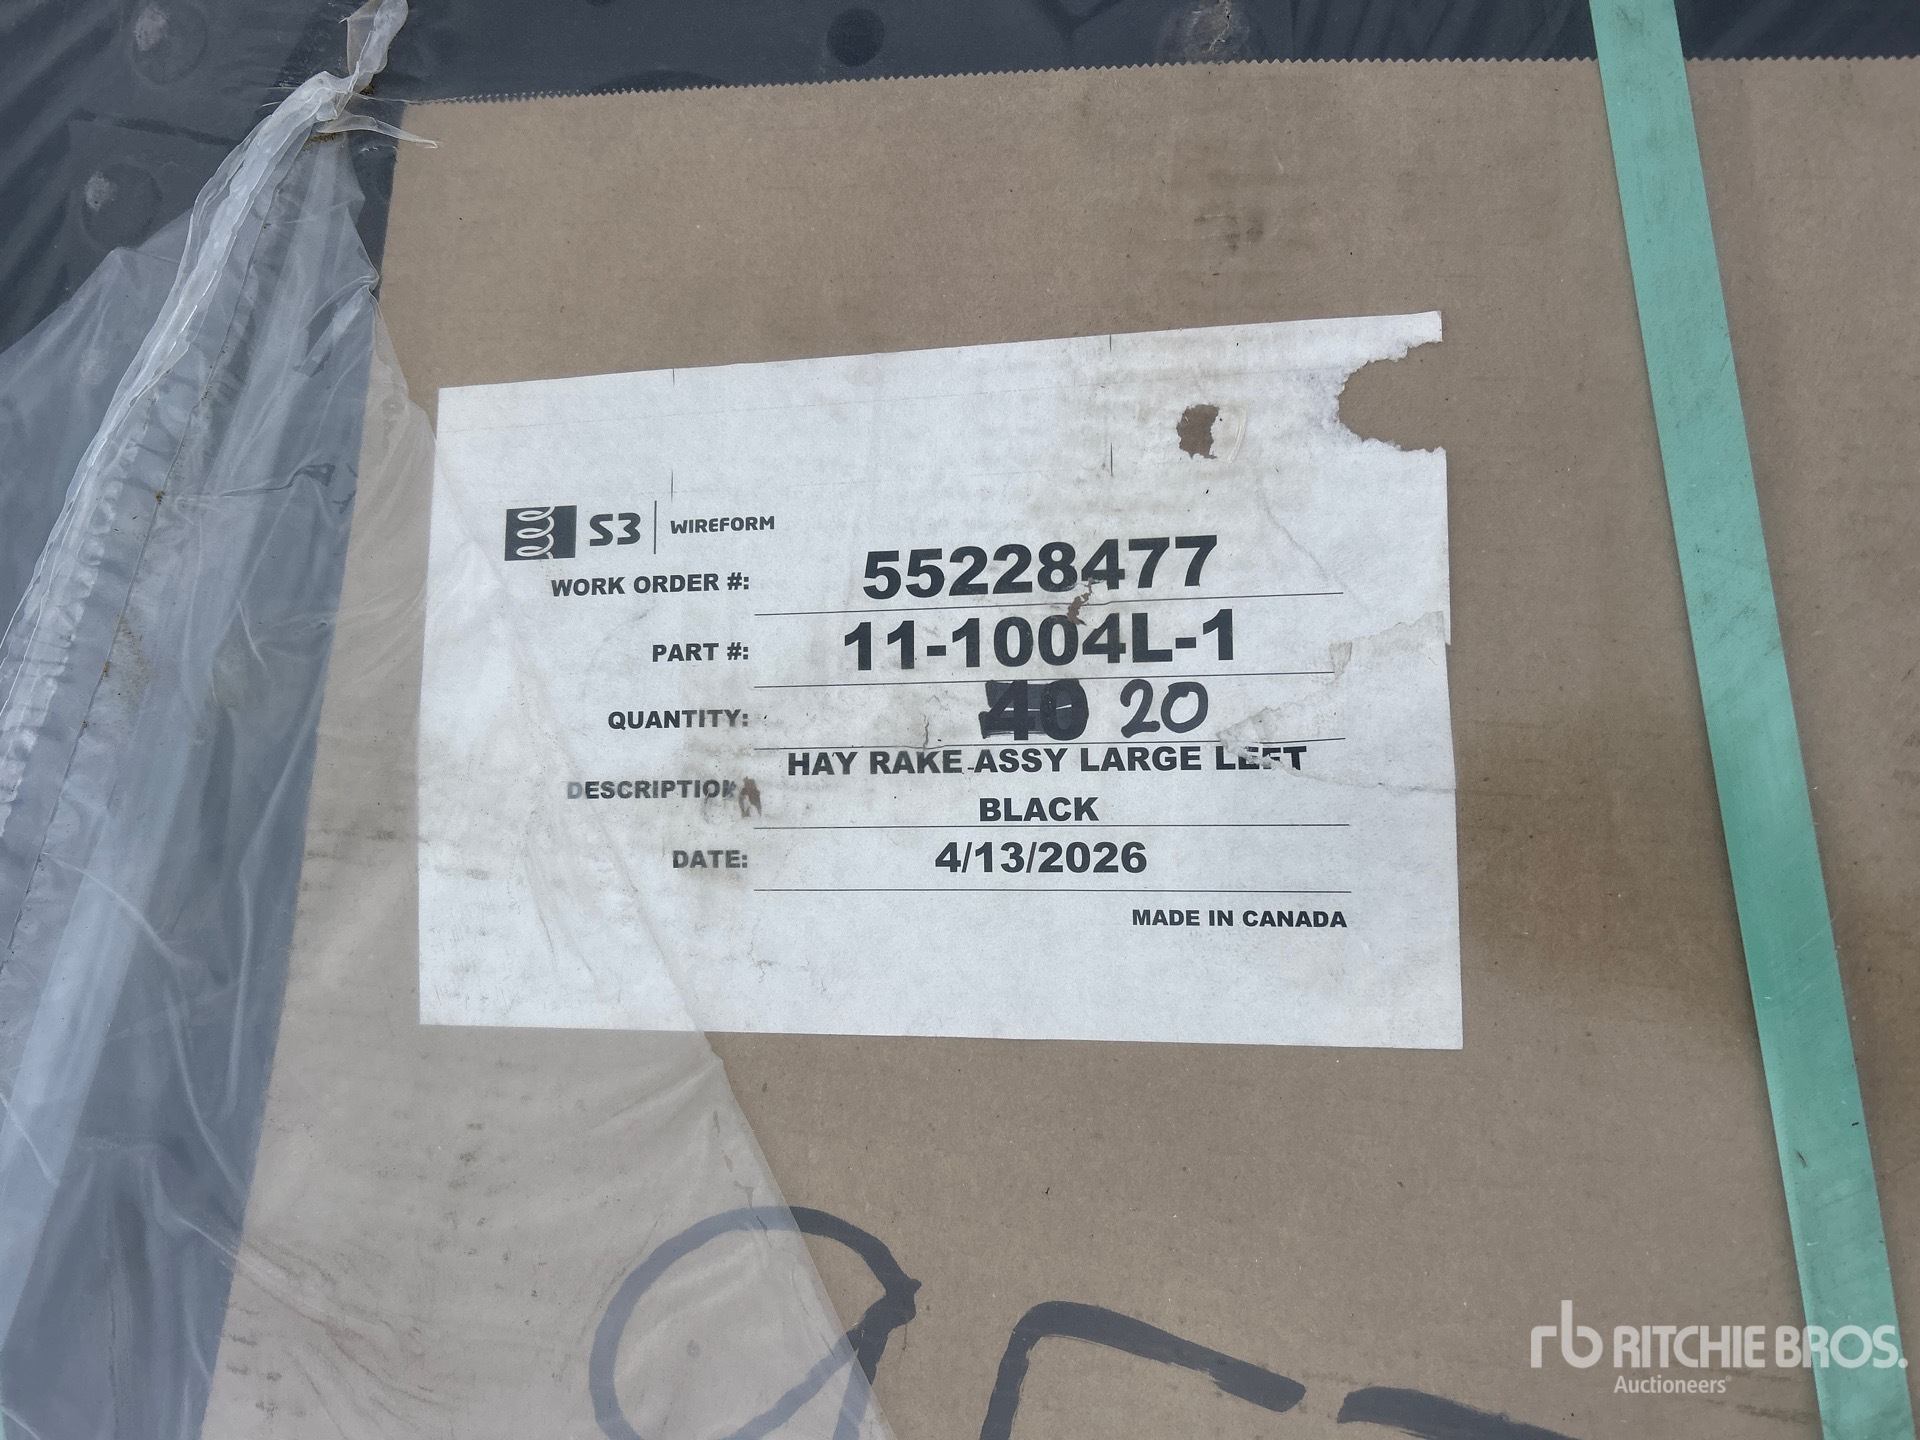 S3 WIREFORM
WORK ORDER #: 55228477
PART #: 11-1004L-1
QUANTITY: 40 20
DESCRIPTION: HAY RAKE ASSY LARGE LEFT
BLACK
DATE: 4/13/2026
MADE IN CANADA
rb RITCHIE BROS.
Auctioneers